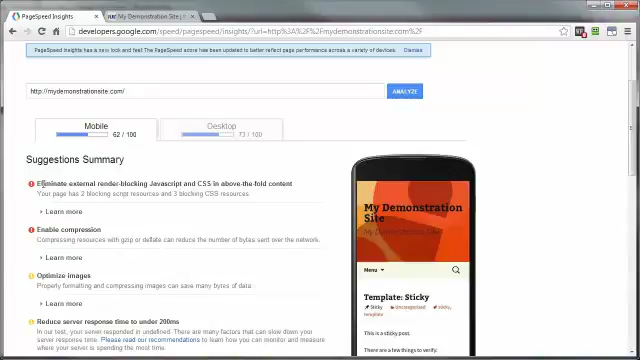 PageSpeed Insights
My Demonstration Site | J
developers.google.com/speed/pagespeed/insights/?url=http%3A%2F%2Fmydemonstrationsite.com%2F
PageSpeed Insights has a new look and feel! The PageSpeed score has been updated to better reflect page performance across a variety of devices. Dismiss
http://mydemonstrationsite.com/
ANALYZE
Mobile
62 / 100
Desktop
73 / 100
Suggestions Summary
Eliminate external render-blocking Javascript and CSS in above-the-fold content
Your page has 2 blocking script resources and 3 blocking CSS resources.
Learn more
Enable compression
Compressing resources with gzip or deflate can reduce the number of bytes sent over the network.
Learn more
Optimize images
Properly formatting and compressing images can save many bytes of data.
Learn more
Reduce server response time to under 200ms
In our test, your server responded in undefined. There are many factors that can slow down your
server response time. Please read our recommendations to learn how you can monitor and measure
where your server is spending the most time.
My Demonstration
Site
Menu
Template: Sticky
Sticky Uncategorized sticky,
template
This is a sticky post.
There are a few things to verify: